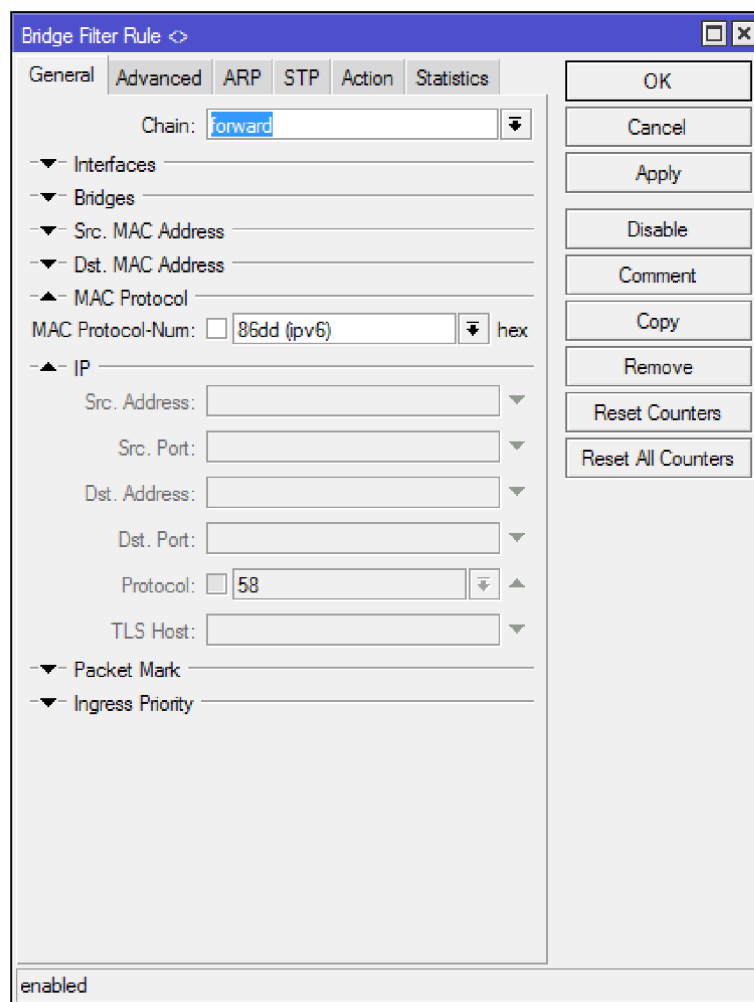 Bridge Filter Rule <>
General Advanced ARP STP Action Statistics
OK
Chain: forward
Cancel
Interfaces
Apply
Bridges
Src. MAC Address
Disable
Dst. MAC Address
Comment
MAC Protocol
MAC Protocol-Num: 86dd (ipv6) hex
Copy
IP
Remove
Src. Address:
Reset Counters
Src. Port:
Reset All Counters
Dst. Address:
Dst. Port:
Protocol: 58
TLS Host:
Packet Mark
Ingress Priority
enabled